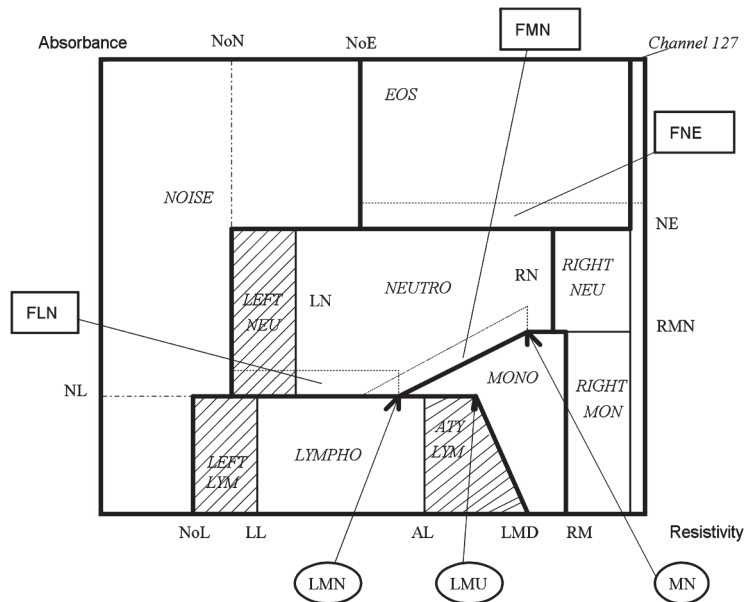 FMN
Absorbance
NoN
NoE
Channel 127
EOS
FNE
NOISE
NE
RIGHT
NEU
LN
NEUTRO
RN
LEFT
NEU
FLN
RMN
NL
MONO
RIGHT
MON
ATY
LYM
LEFT
LYM
LYMPHO
NoL
LL
AL
LMD
RM
Resistivity
LMN
LMU
MN